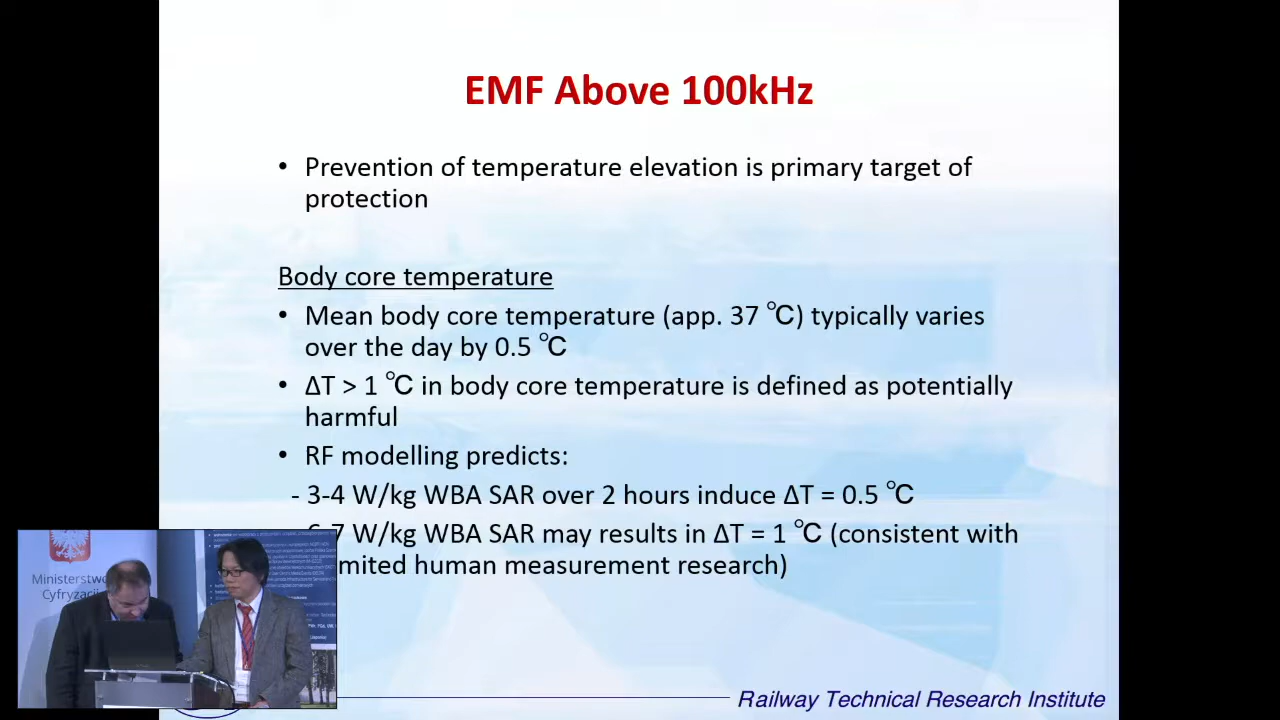 EMF Above 100kHz
• Prevention of temperature elevation is primary target of
protection
Body core temperature
• Mean body core temperature (app. 37 ℃) typically varies
over the day by 0.5 ℃
• ΔT > 1 ℃ in body core temperature is defined as potentially
harmful
• RF modelling predicts:
- 3-4 W/kg WBA SAR over 2 hours induce ΔT = 0.5 ℃
7 W/kg WBA SAR may results in ΔT = 1 ℃ (consistent with
mited human measurement research)
Ministerstwo
Cyfryzacji
Railway Technical Research Institute